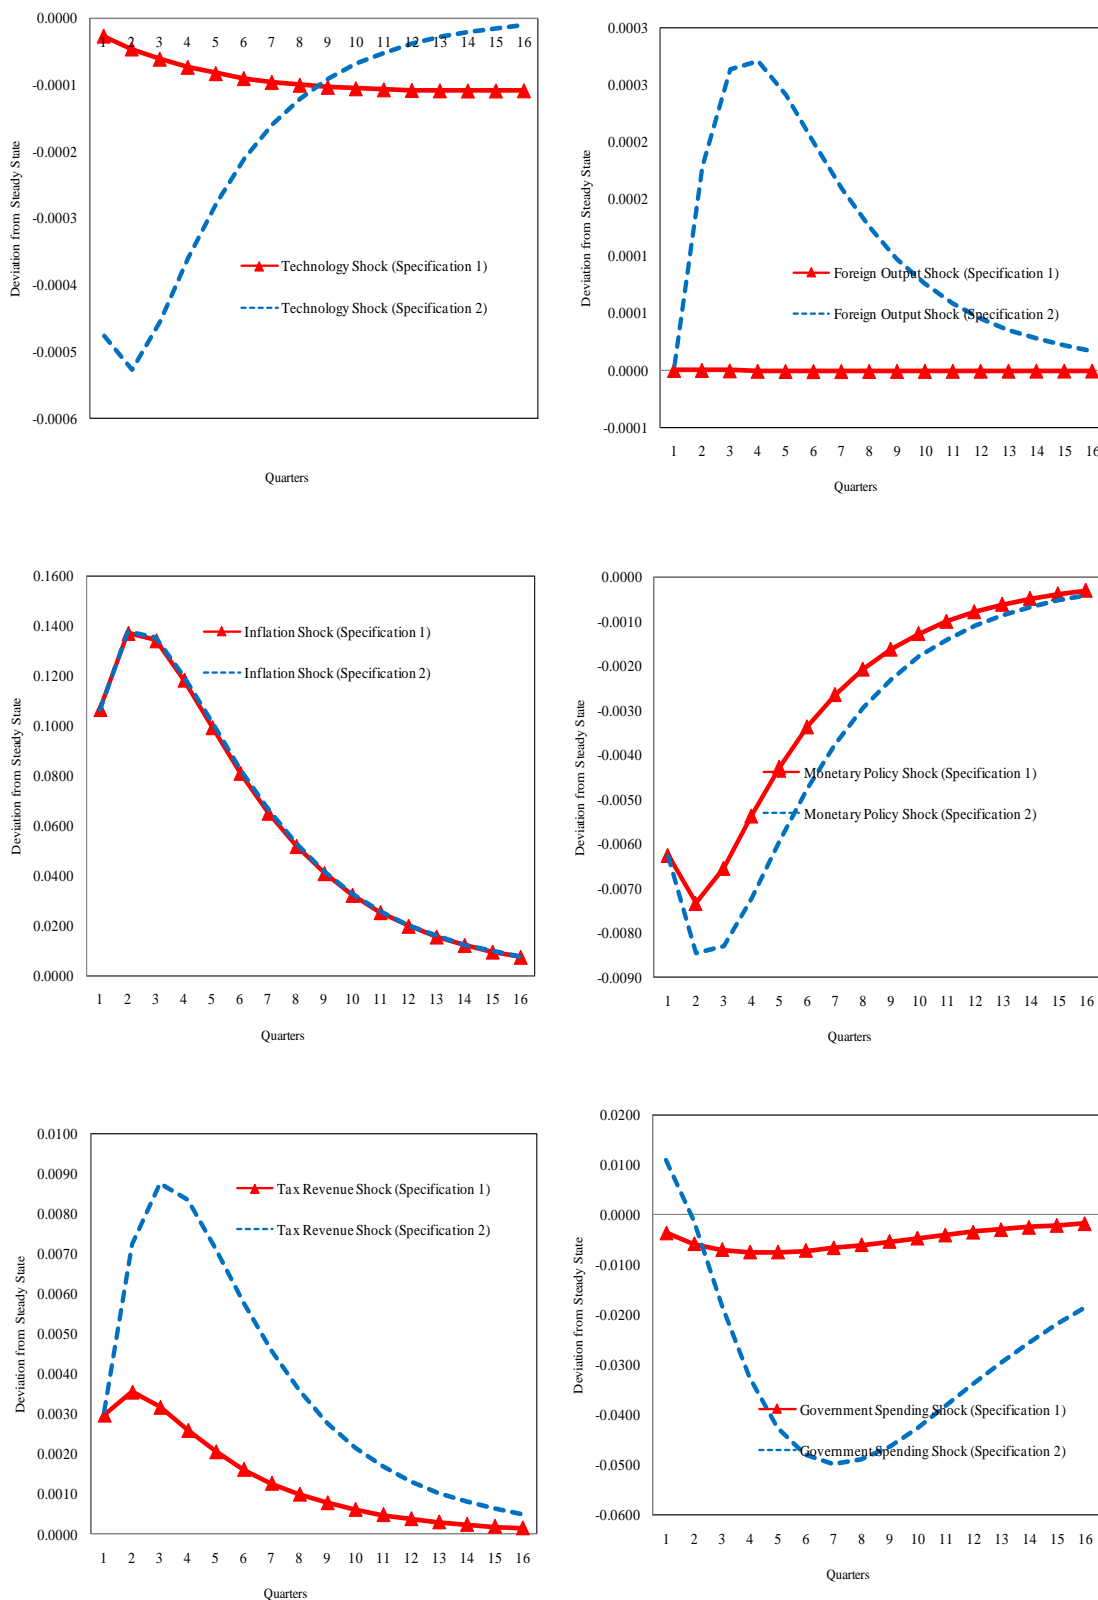 0.0000
-0.0001
-0.0002
-0.0003
-0.0004
-0.0005
-0.0006
Deviation from Steady State
1 2 3 4 5 6 7 8 9 10 11 12 13 14 15 16
Technology Shock (Specification 1)
Technology Shock (Specification 2)
Quarters
0.0003
0.0003
0.0002
0.0002
0.0001
0.0001
0.0000
-0.0001
Deviation from Steady State
Foreign Output Shock (Specification 1)
Foreign Output Shock (Specification 2)
1 2 3 4 5 6 7 8 9 10 11 12 13 14 15 16
Quarters
0.1600
0.1400
0.1200
0.1000
0.0800
0.0600
0.0400
0.0200
0.0000
Deviation from Steady State
Inflation Shock (Specification 1)
Inflation Shock (Specification 2)
1 2 3 4 5 6 7 8 9 10 11 12 13 14 15 16
Quarters
0.0000
-0.0010
-0.0020
-0.0030
-0.0040
-0.0050
-0.0060
-0.0070
-0.0080
-0.0090
Deviation from Steady State
Monetary Policy Shock (Specification 1)
Monetary Policy Shock (Specification 2)
1 2 3 4 5 6 7 8 9 10 11 12 13 14 15 16
Quarters
0.0100
0.0090
0.0080
0.0070
0.0060
0.0050
0.0040
0.0030
0.0020
0.0010
0.0000
Deviation from Steady State
Tax Revenue Shock (Specification 1)
Tax Revenue Shock (Specification 2)
1 2 3 4 5 6 7 8 9 10 11 12 13 14 15 16
Quarters
0.0200
0.0100
0.0000
-0.0100
-0.0200
-0.0300
-0.0400
-0.0500
-0.0600
Deviation from Steady State
Government Spending Shock (Specification 1)
Government Spending Shock (Specification 2)
1 2 3 4 5 6 7 8 9 10 11 12 13 14 15 16
Quarters